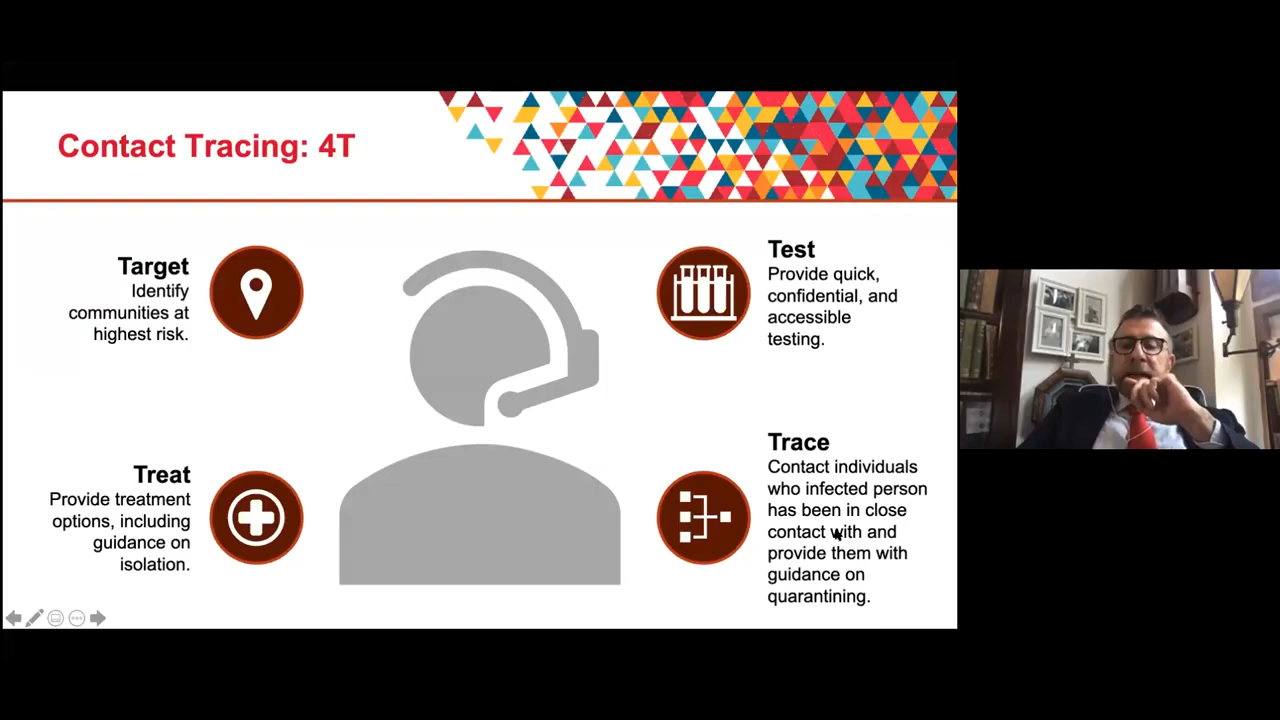 Contact Tracing: 4T
Target
Identify
communities at
highest risk.
Test
Provide quick,
confidential, and
accessible
testing.
Treat
Provide treatment
options, including
guidance on
isolation.
Trace
Contact individuals
who infected person
has been in close
contact with and
provide them with
guidance on
quarantining.